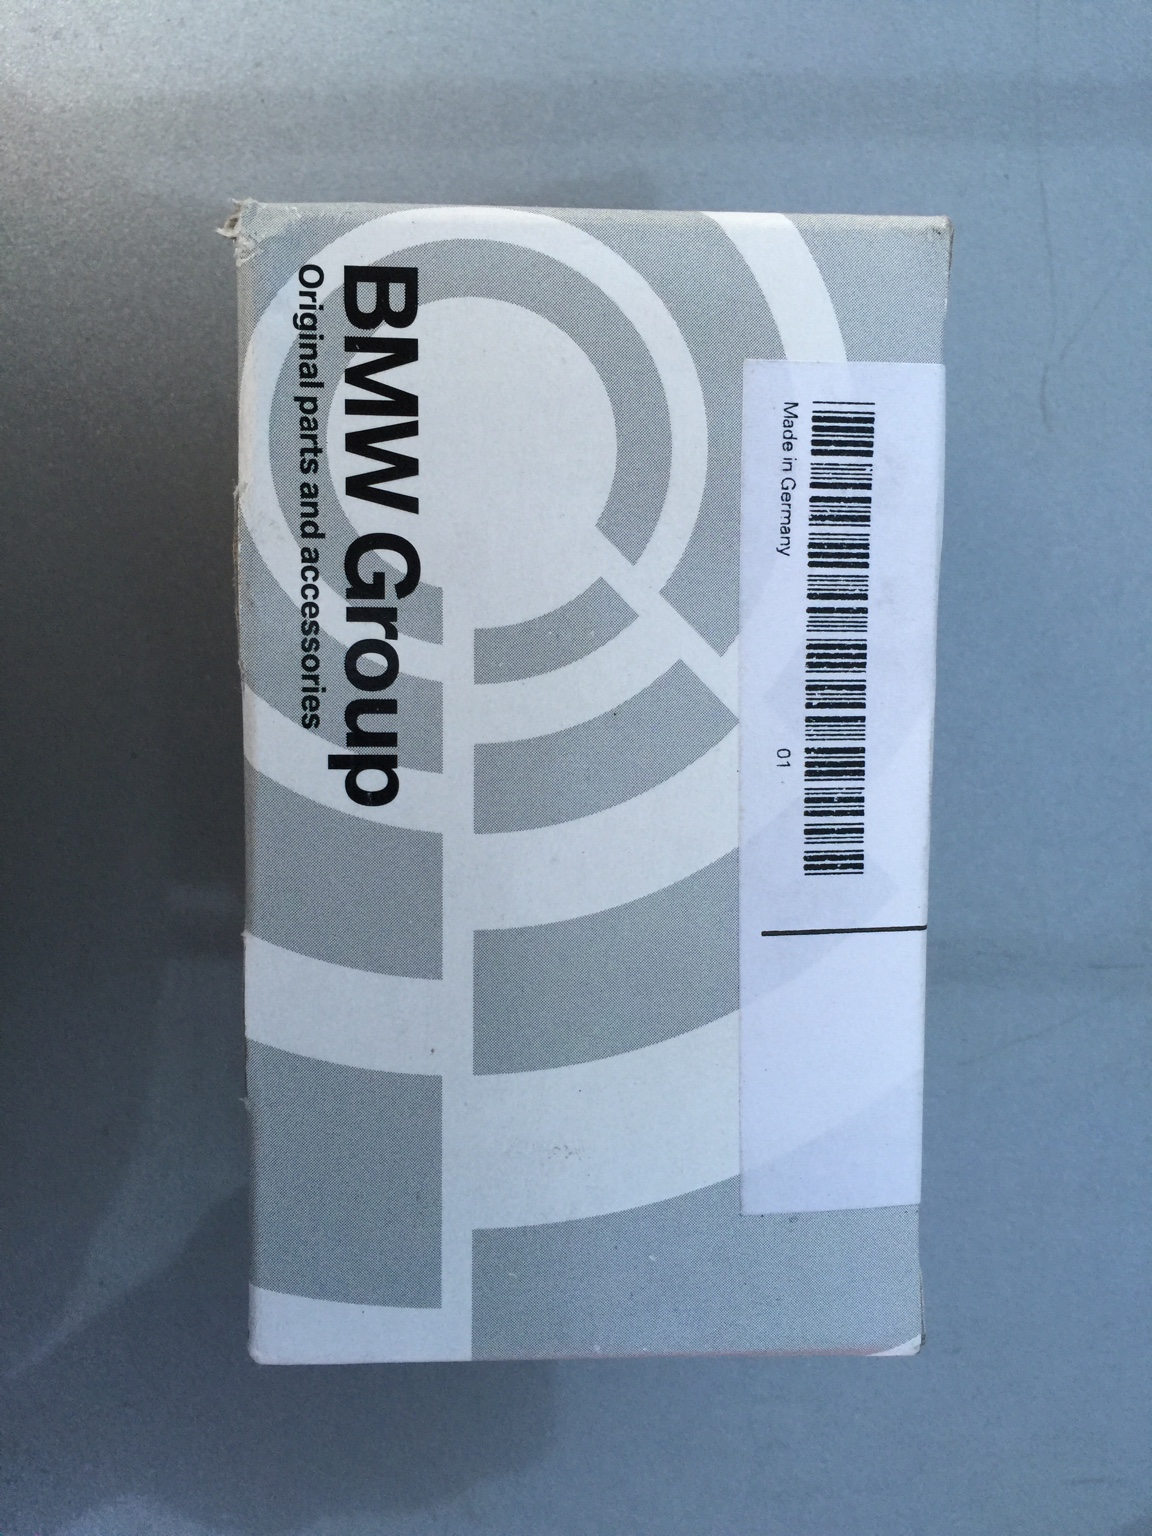 BMW Group
Original parts and accessories
Made in Germany
01